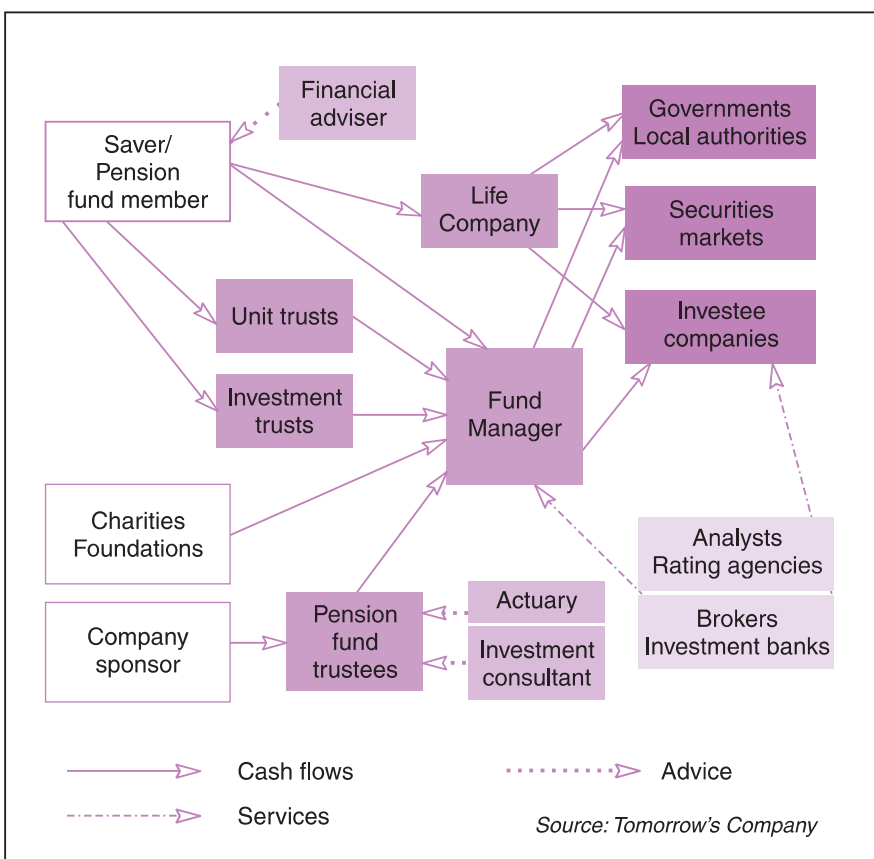 Financial
adviser
Governments
Local authorities
Saver/
Pension
fund member
Life
Company
Securities
markets
Unit trusts
Investee
companies
Investment
trusts
Fund
Manager
Charities
Foundations
Analysts
Rating agencies
Company
sponsor
Pension
fund
trustees
Actuary
Investment
consultant
Brokers
Investment banks
Cash flows
Advice
Services
Source: Tomorrow's Company